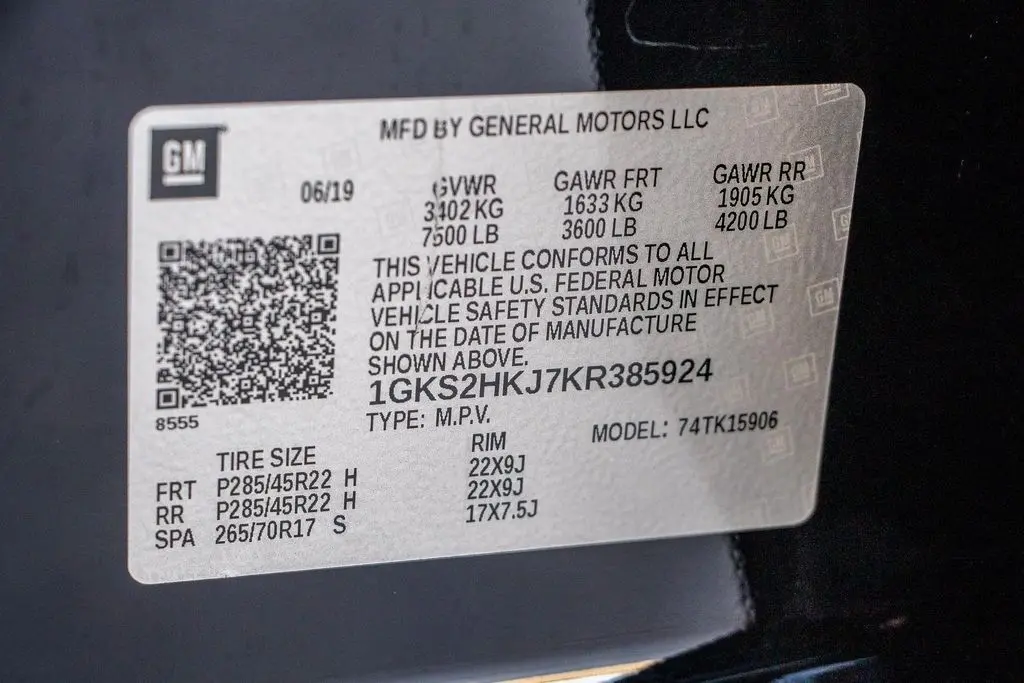 GM
MFD BY GENERAL MOTORS LLC
06/19 GVWR GAWR FRT GAWR RR
3402 KG 1633 KG 1905 KG
7500 LB 3600 LB 4200 LB
THIS VEHICLE CONFORMS TO ALL
APPLICABLE U.S. FEDERAL MOTOR
VEHICLE SAFETY STANDARDS IN EFFECT
ON THE DATE OF MANUFACTURE
SHOWN ABOVE.
1GKS2HKJ7KR385924
8555
TYPE: M.P.V. MODEL: 74TK15906
TIRE SIZE RIM
FRT P285/45R22 H 22X9J
RR P285/45R22 H 22X9J
SPA 265/70R17 S 17X7.5J